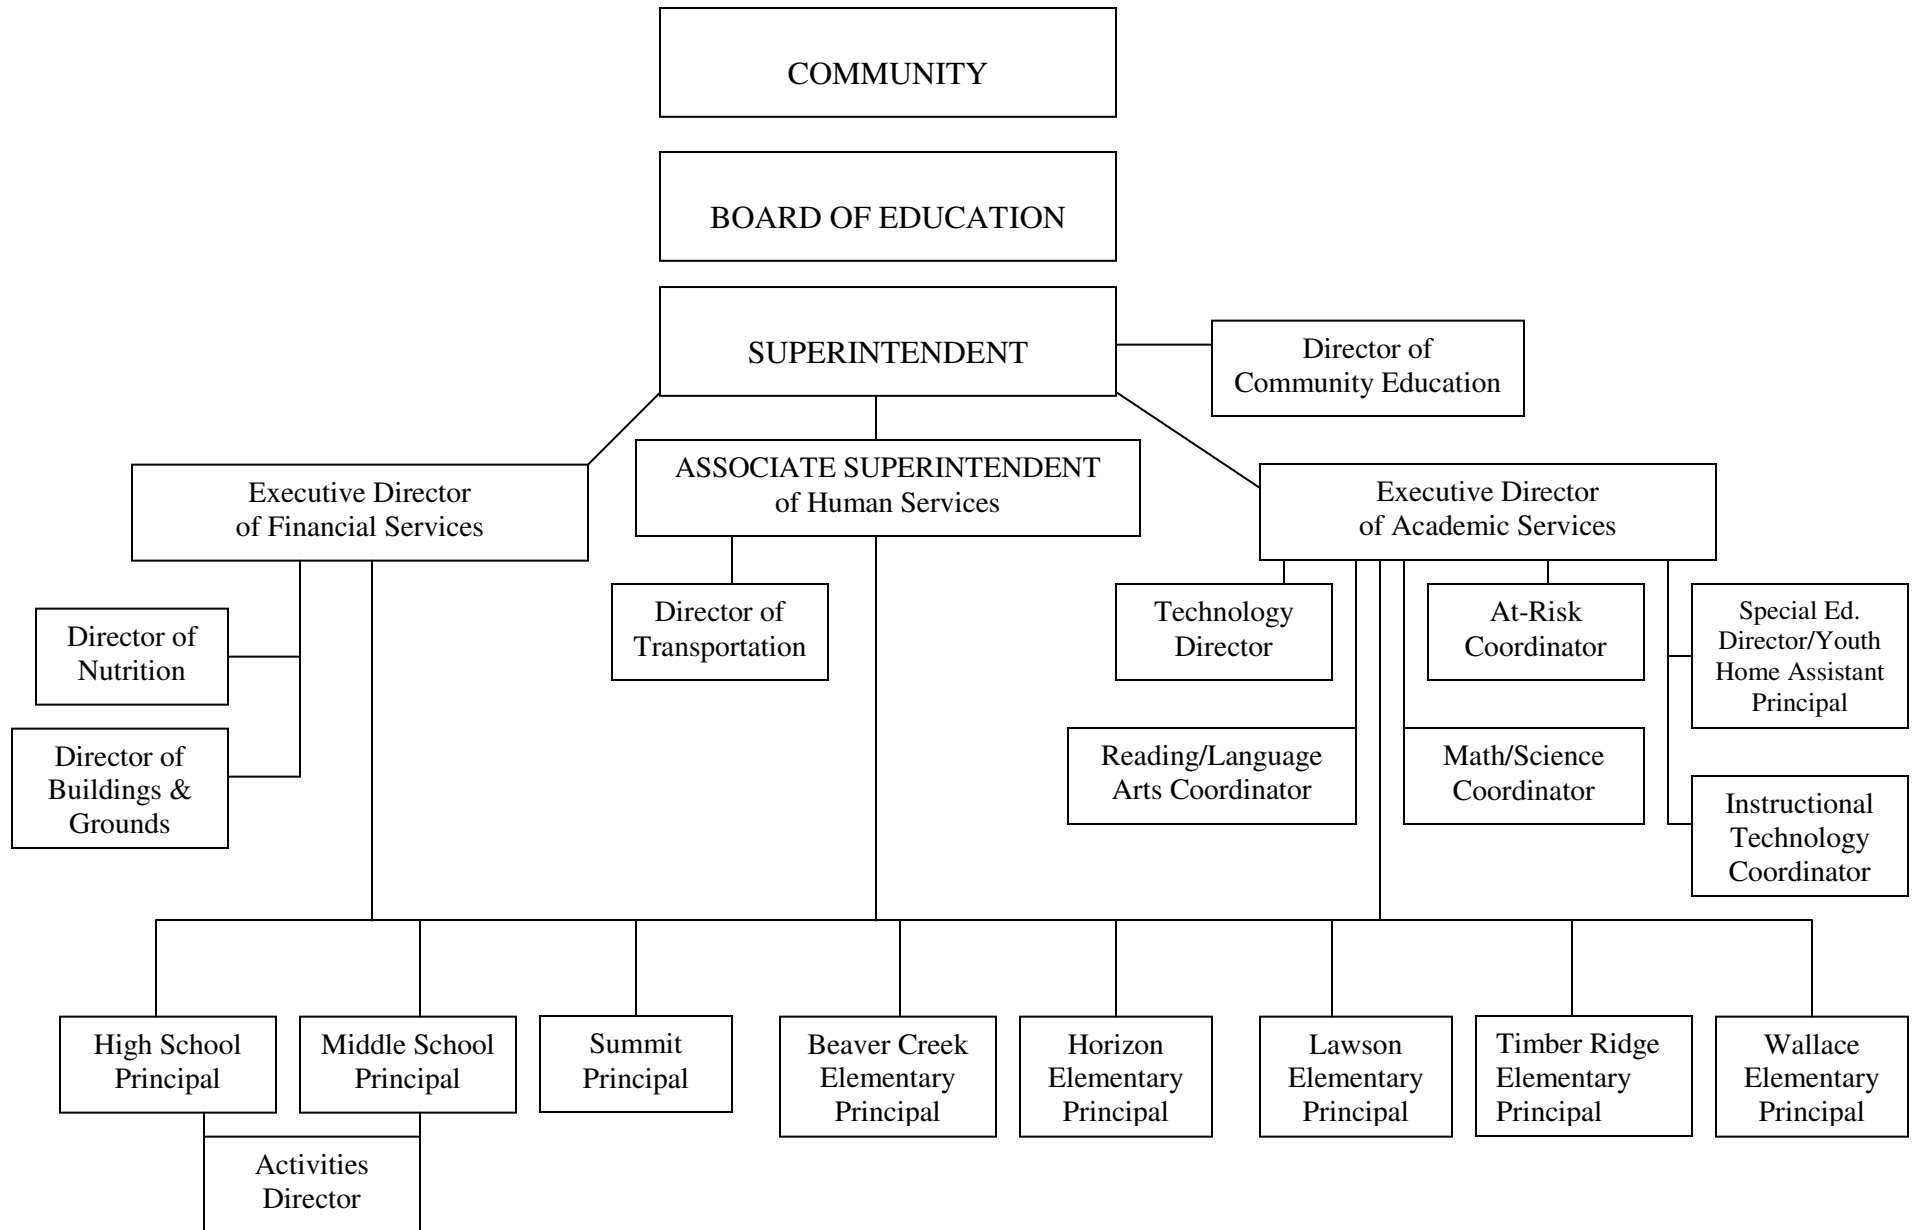 COMMUNITY
BOARD OF EDUCATION
SUPERINTENDENT
Director of
Community Education
Executive Director
of Financial Services
ASSOCIATE SUPERINTENDENT
of Human Services
Executive Director
of Academic Services
Director of
Nutrition
Director of
Buildings &
Grounds
Director of
Transportation
Technology
Director
At-Risk
Coordinator
Special Ed.
Director/Youth
Home Assistant
Principal
Reading/Language
Arts Coordinator
Math/Science
Coordinator
Instructional
Technology
Coordinator
High School
Principal
Middle School
Principal
Summit
Principal
Beaver Creek
Elementary
Principal
Horizon
Elementary
Principal
Lawson
Elementary
Principal
Timber Ridge
Elementary
Principal
Wallace
Elementary
Principal
Activities
Director